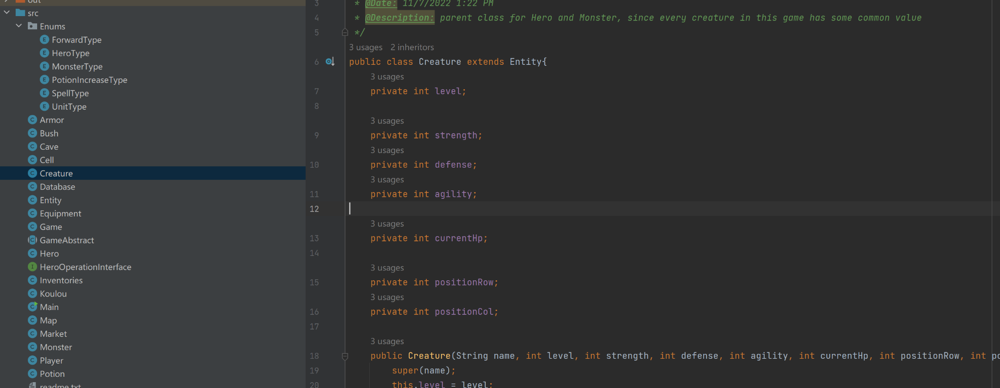 out
src
Enums
ForwardType
HeroType
MonsterType
PotionIncreaseType
SpellType
UnitType
Armor
Bush
Cave
Cell
Creature
Database
Entity
Equipment
Game
GameAbstract
Hero
HeroOperationInterface
Inventories
Koulou
Main
Map
Market
Monster
Player
Potion
readme.txt
3 * @Date: 11/7/2022 1:22 PM
4 * @Description: parent class for Hero and Monster, since every creature in this game has some common value
5 */
3 usages 2 inheritors
6 public class Creature extends Entity{
3 usages
7 private int level;
8
3 usages
9 private int strength;
3 usages
10 private int defense;
3 usages
11 private int agility;
12
3 usages
13 private int currentHp;
14
3 usages
15 private int positionRow;
3 usages
16 private int positionCol;
17
3 usages
18 public Creature(String name, int level, int strength, int defense, int agility, int currentHp, int positionRow, int po
19 super(name);
20 this.level = level;